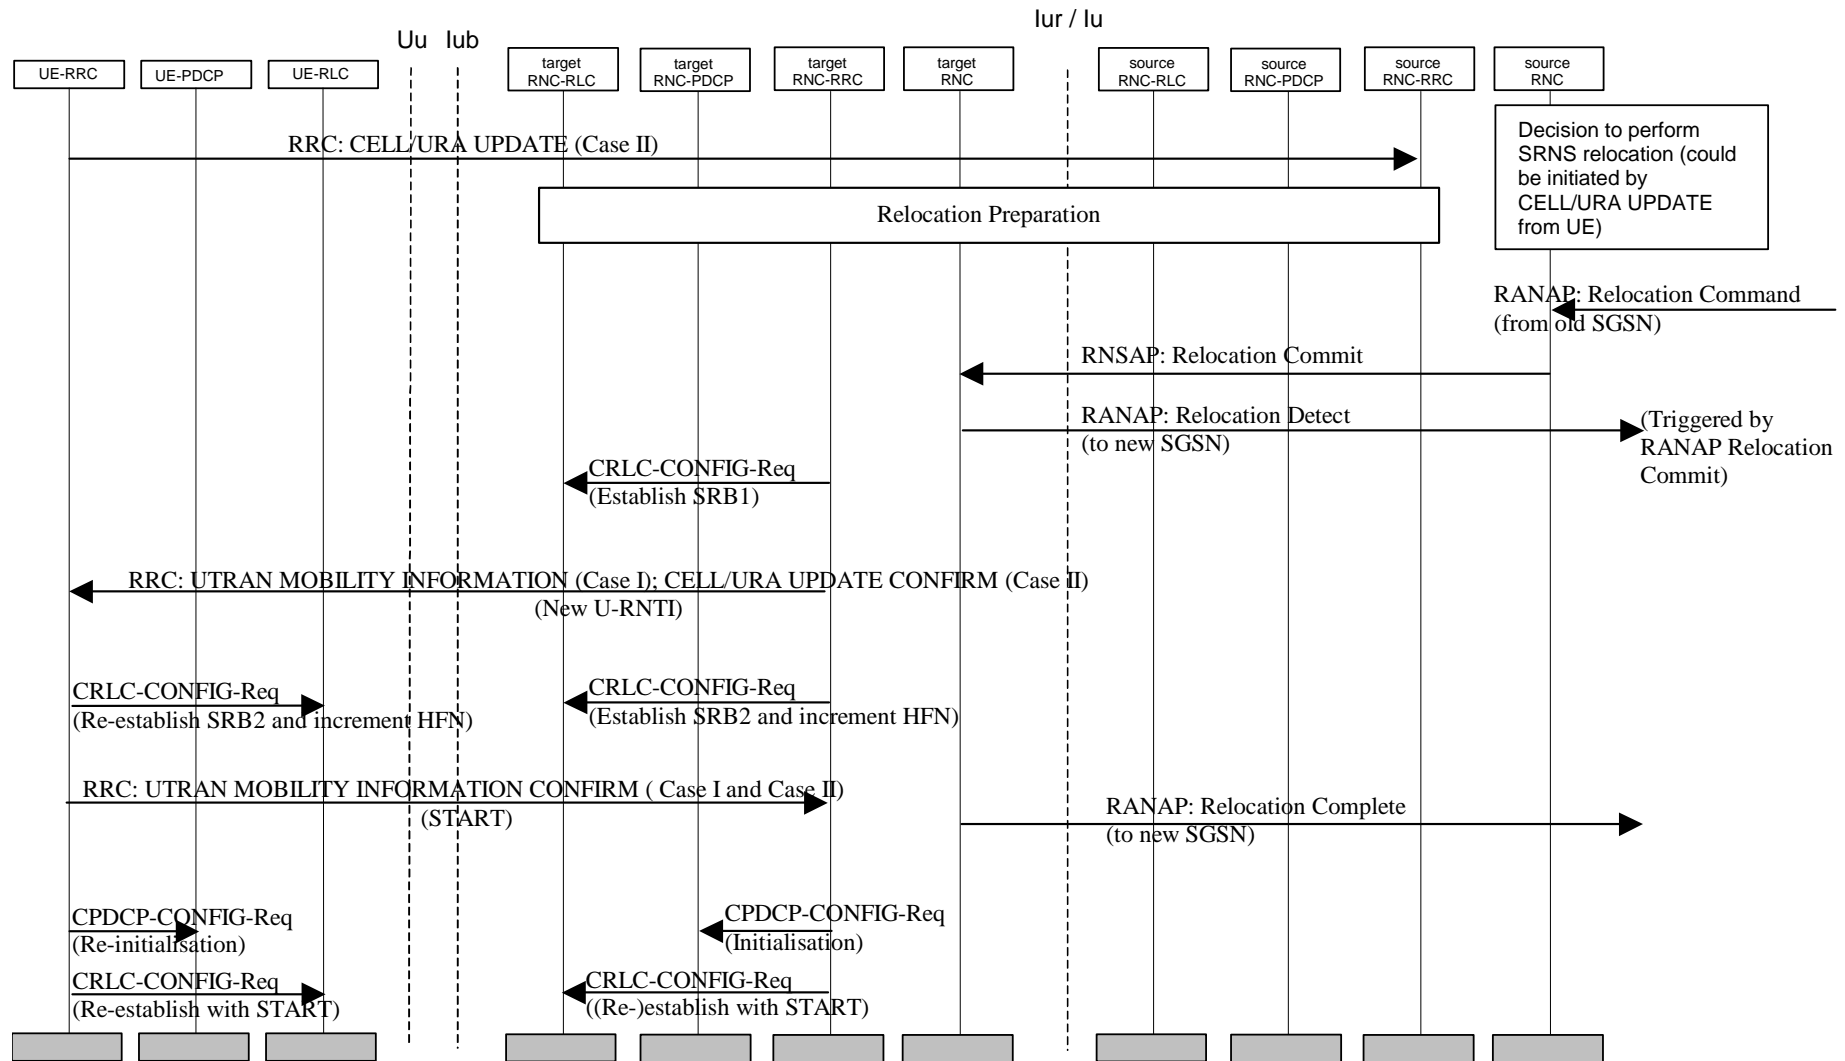 Iur / Iu
Uu Iub
UE-RRC
UE-PDCP
UE-RLC
target
RNC-RLC
target
RNC-PDCP
target
RNC-RRC
target
RNC
source
RNC-RLC
source
RNC-PDCP
source
RNC-RRC
source
RNC
RRC: CELL/URA UPDATE (Case II)
Decision to perform
SRNS relocation (could
be initiated by
CELL/URA UPDATE
from UE)
Relocation Preparation
RANAP: Relocation Command
(from old SGSN)
RNSAP: Relocation Commit
RANAP: Relocation Detect
(to new SGSN)
(Triggered by
RANAP Relocation
Commit)
CRLC-CONFIG-Req
(Establish SRB1)
RRC: UTRAN MOBILITY INFORMATION (Case I); CELL/URA UPDATE CONFIRM (Case II)
(New U-RNTI)
CRLC-CONFIG-Req
(Re-establish SRB2 and increment HFN)
CRLC-CONFIG-Req
(Establish SRB2 and increment HFN)
RRC: UTRAN MOBILITY INFORMATION CONFIRM ( Case I and Case II)
(START)
RANAP: Relocation Complete
(to new SGSN)
CPDCP-CONFIG-Req
(Re-initialisation)
CPDCP-CONFIG-Req
(Initialisation)
CRLC-CONFIG-Req
(Re-establish with START)
CRLC-CONFIG-Req
((Re-)establish with START)